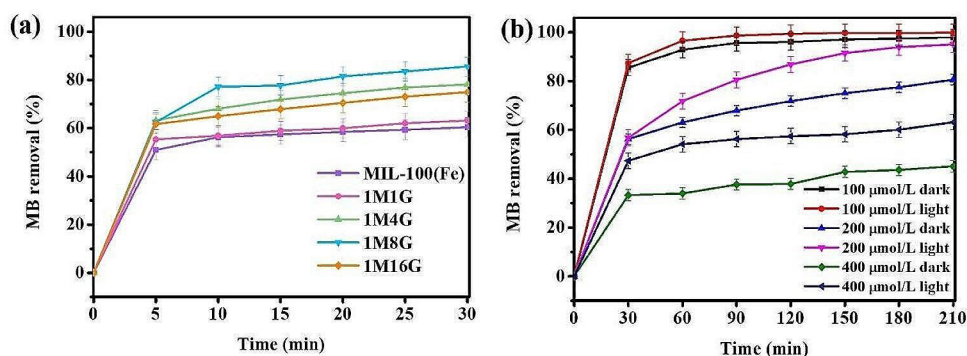 (a)
MB removal (%)
100
80
60
40
20
0
MIL-100(Fe)
1M1G
1M4G
1M8G
1M16G
0 5 10 15 20 25 30
Time (min)
(b)
MB removal (%)
100
80
60
40
20
0
100 μmol/L dark
100 μmol/L light
200 μmol/L dark
200 μmol/L light
400 μmol/L dark
400 μmol/L light
0 30 60 90 120 150 180 210
Time (min)